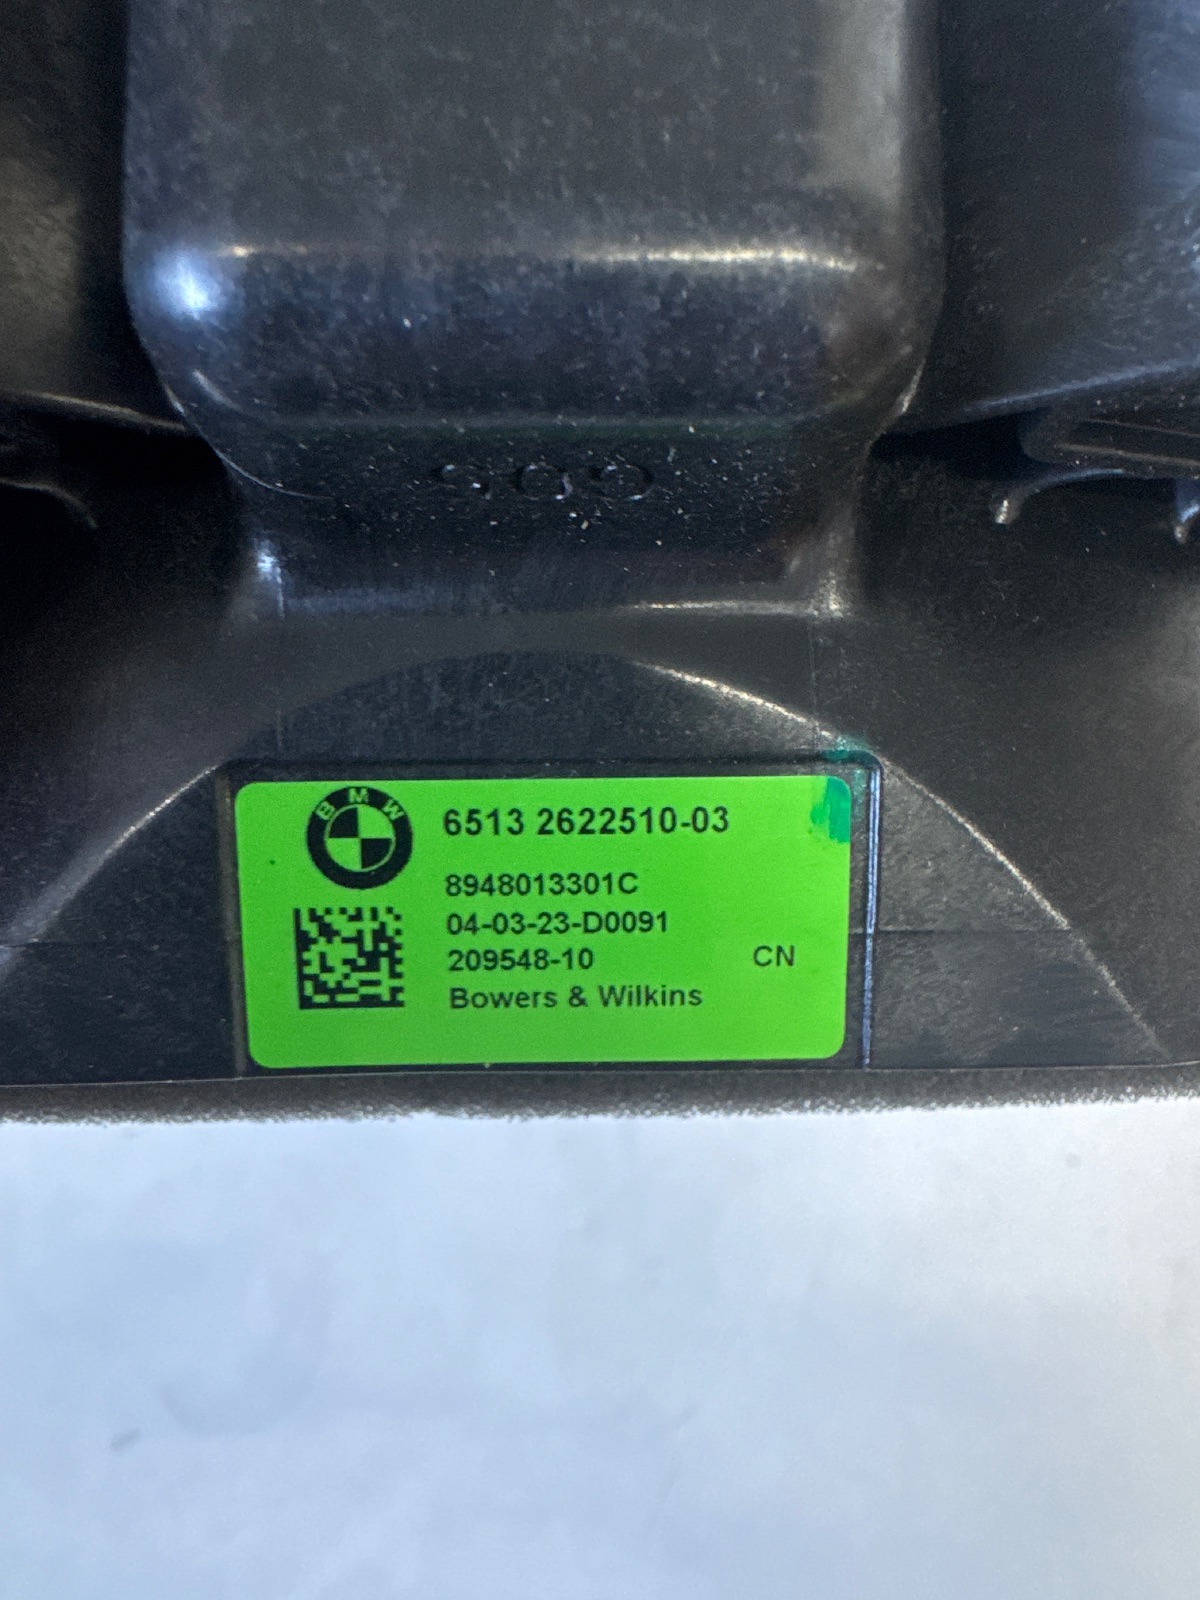 BMW
6513 2622510-03
8948013301C
04-03-23-D0091
209548-10
CN
Bowers & Wilkins